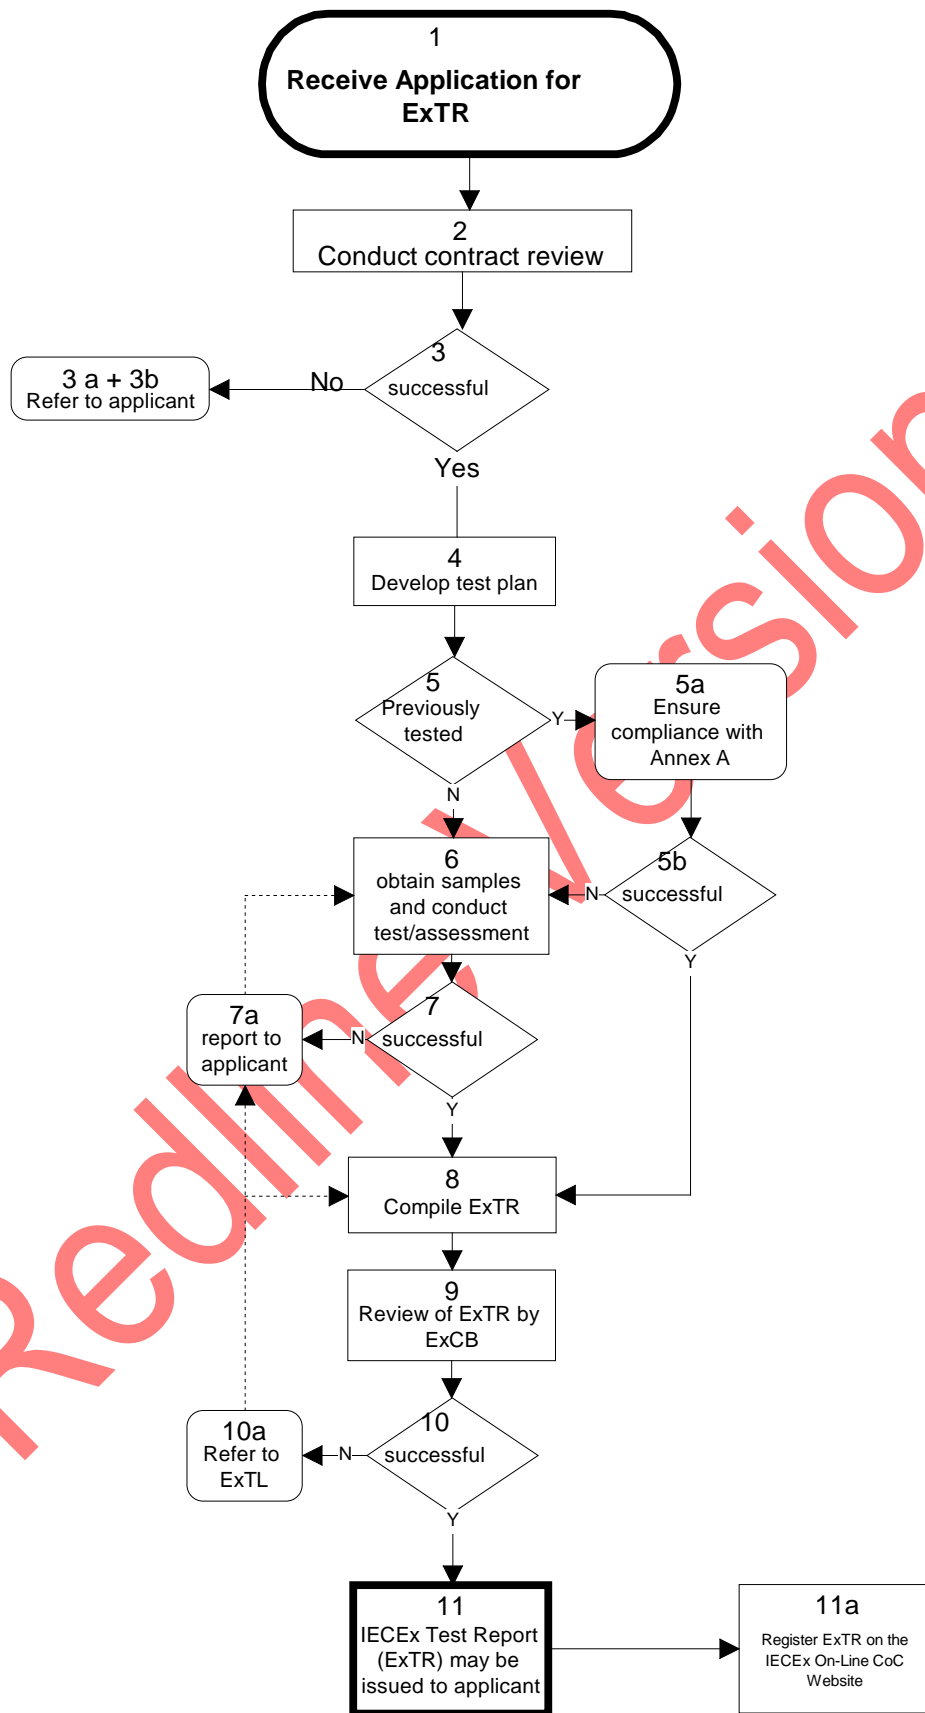 1
Receive Application for
ExTR
2
Conduct contract review
3
successful
No
3 a + 3b
Refer to applicant
Yes
4
Develop test plan
5
Previously
tested
Y
5a
Ensure
compliance with
Annex A
N
6
obtain samples
and conduct
test/assessment
N
5b
successful
Y
7
successful
N
7a
report to
applicant
Y
8
Compile ExTR
9
Review of ExTR by
ExCB
10
successful
N
10a
Refer to
ExTL
Y
11
IECEx Test Report
(ExTR) may be
issued to applicant
11a
Register ExTR on the
IECEx On-Line CoC
Website
Redline Version